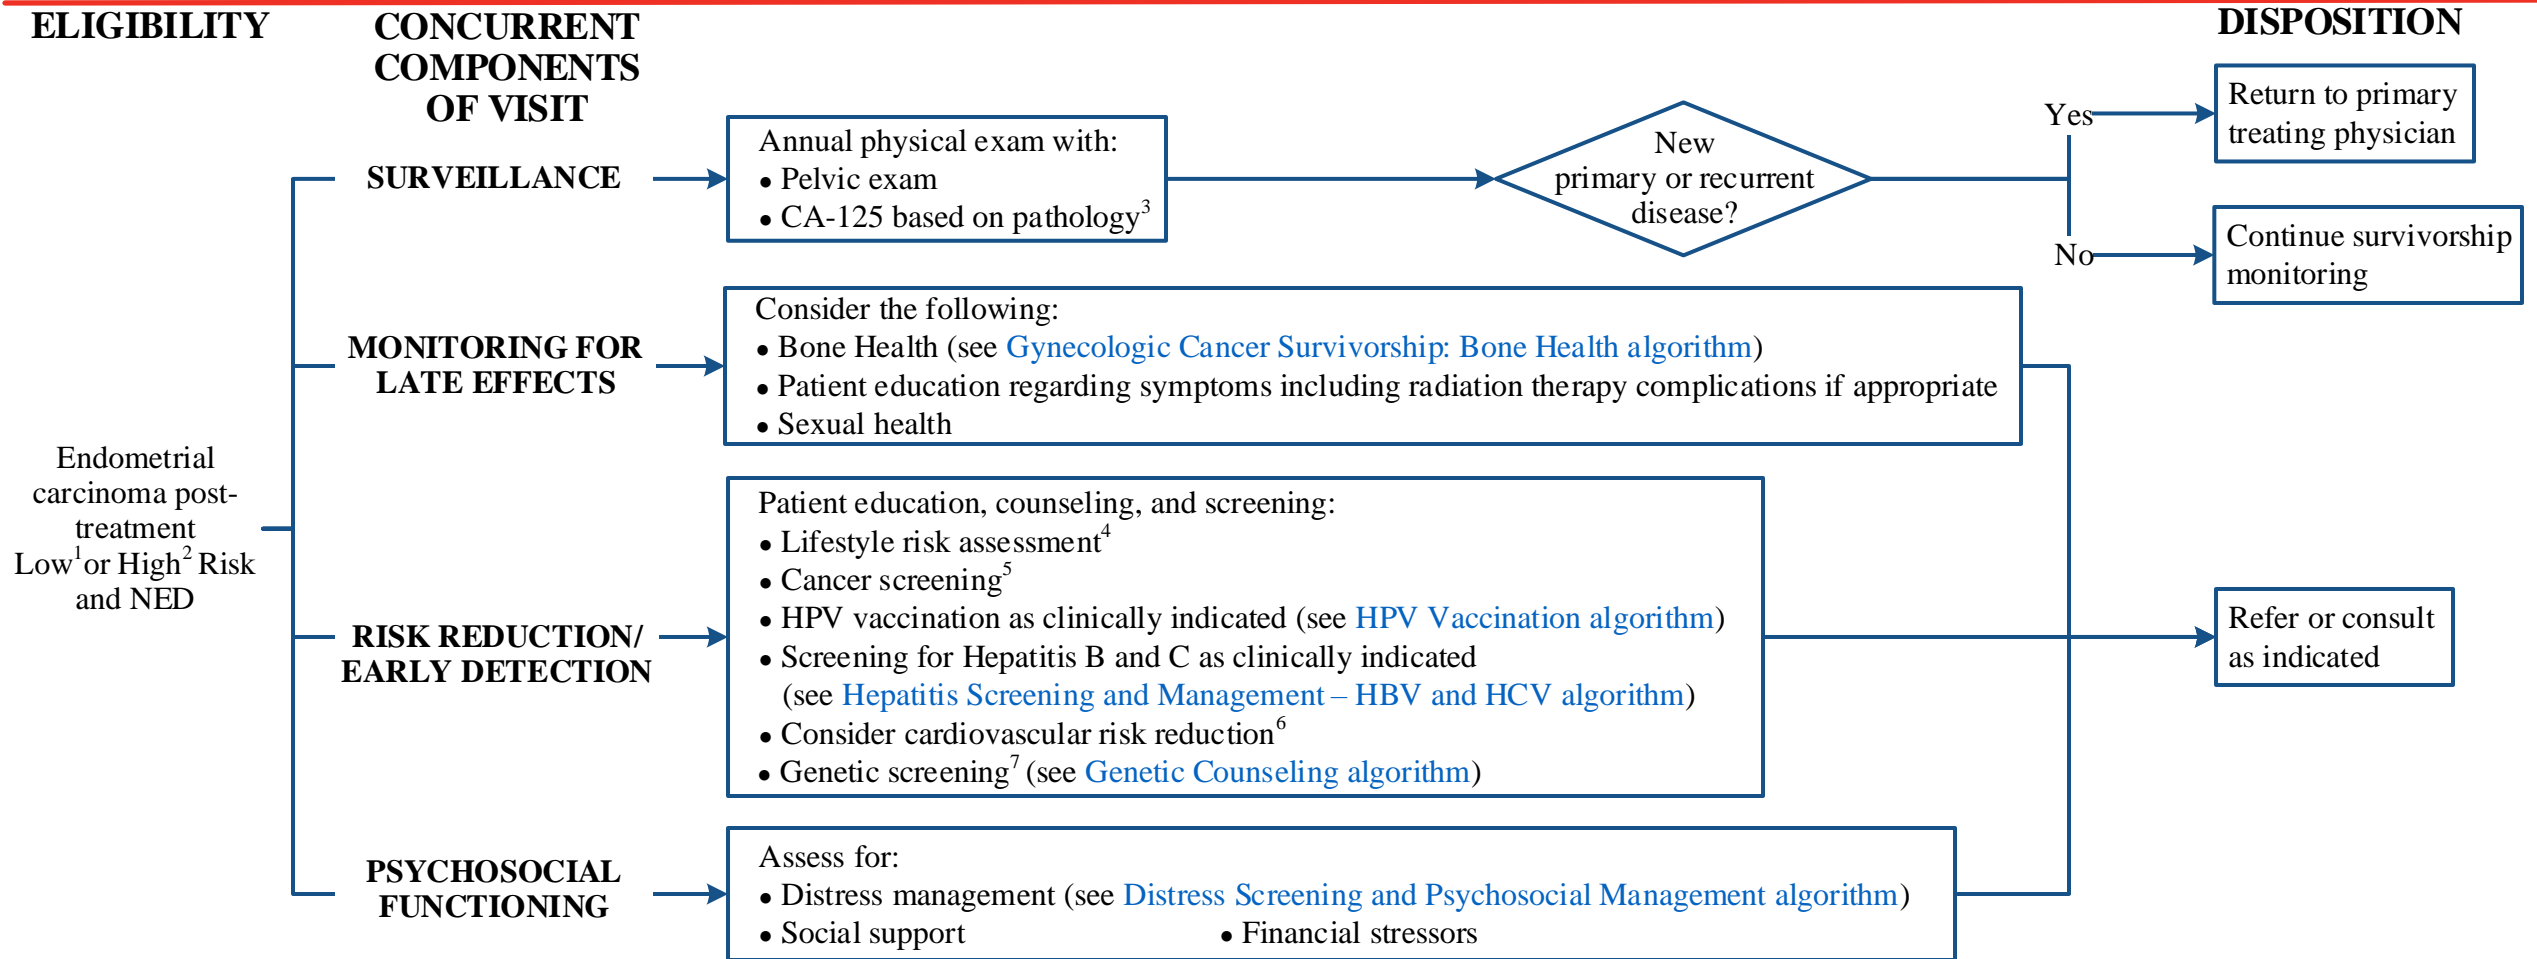 ELIGIBILITY
CONCURRENT
COMPONENTS
OF VISIT
DISPOSITION
Endometrial
carcinoma post-
treatment
Low¹ or High² Risk
and NED
SURVEILLANCE
Annual physical exam with:
● Pelvic exam
● CA-125 based on pathology³
New
primary or recurrent
disease?
Yes
Return to primary
treating physician
No
Continue survivorship
monitoring
MONITORING FOR
LATE EFFECTS
Consider the following:
● Bone Health (see Gynecologic Cancer Survivorship: Bone Health algorithm)
● Patient education regarding symptoms including radiation therapy complications if appropriate
● Sexual health
RISK REDUCTION/
EARLY DETECTION
Patient education, counseling, and screening:
● Lifestyle risk assessment⁴
● Cancer screening⁵
● HPV vaccination as clinically indicated (see HPV Vaccination algorithm)
● Screening for Hepatitis B and C as clinically indicated
(see Hepatitis Screening and Management – HBV and HCV algorithm)
● Consider cardiovascular risk reduction⁶
● Genetic screening⁷ (see Genetic Counseling algorithm)
Refer or consult
as indicated
PSYCHOSOCIAL
FUNCTIONING
Assess for:
● Distress management (see Distress Screening and Psychosocial Management algorithm)
● Social support ● Financial stressors